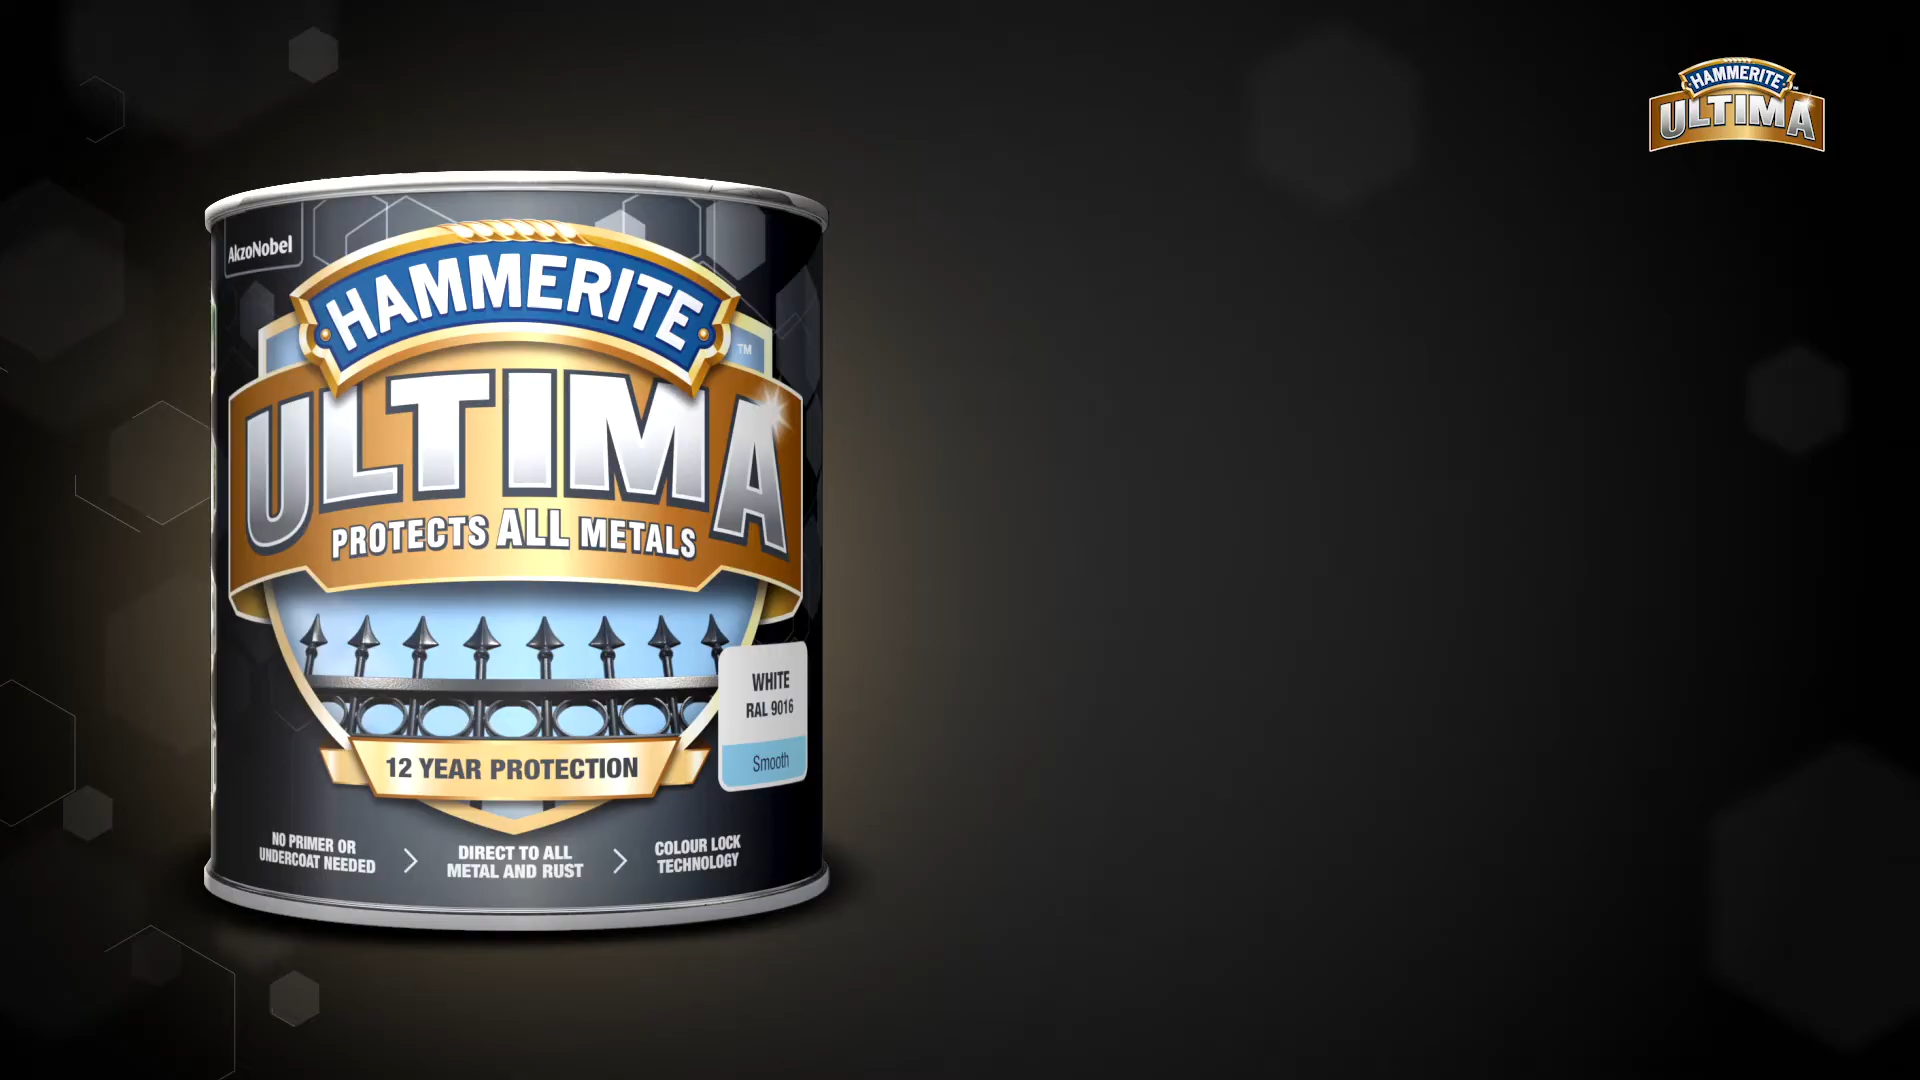 AkzoNobel
HAMMERITE
™
ULTIMA
PROTECTS ALL METALS
WHITE
RAL 9016
Smooth
12 YEAR PROTECTION
NO PRIMER OR
UNDERCOAT NEEDED
DIRECT TO ALL
METAL AND RUST
COLOUR LOCK
TECHNOLOGY
HAMMERITE
ULTIMA